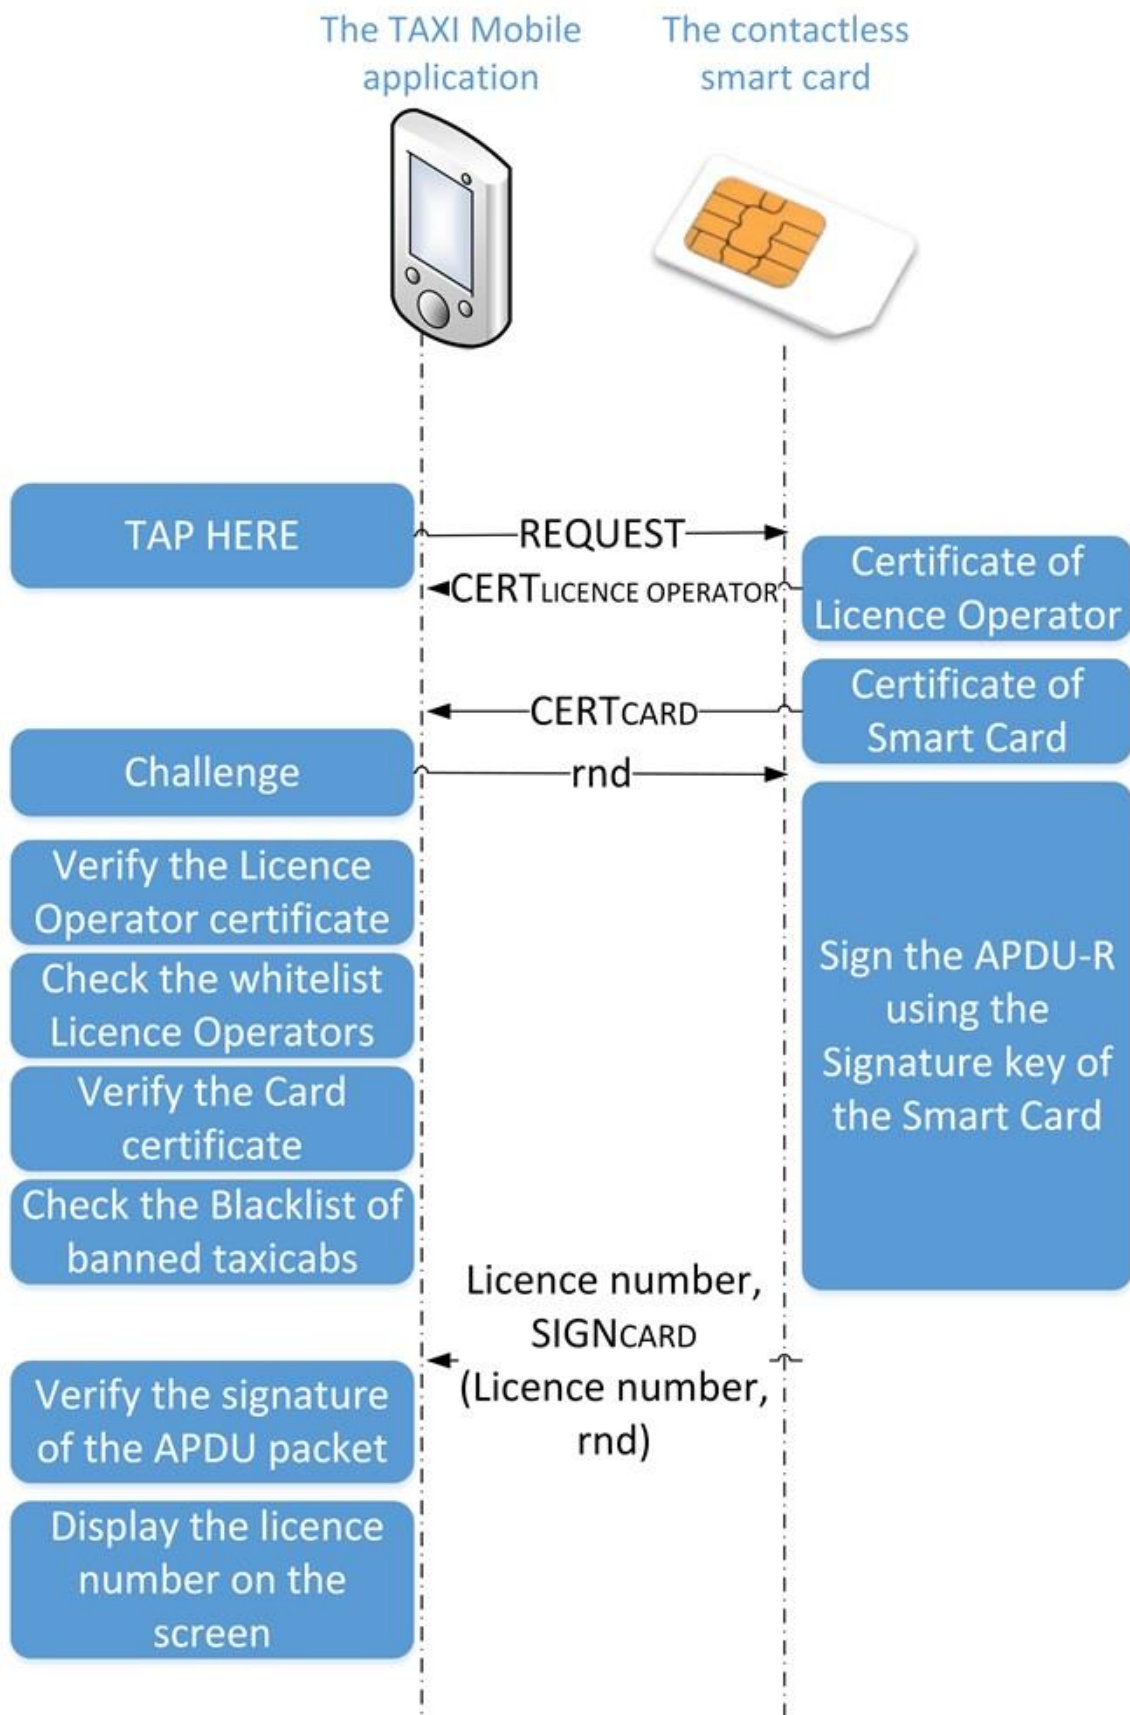 The TAXI Mobile
application
The contactless
smart card
TAP HERE
REQUEST
CERTLICENCE OPERATOR
Certificate of
Licence Operator
CERTCARD
Certificate of
Smart Card
Challenge
rnd
Verify the Licence
Operator certificate
Check the whitelist
Licence Operators
Verify the Card
certificate
Check the Blacklist of
banned taxicabs
Sign the APDU-R
using the
Signature key of
the Smart Card
Licence number,
SIGNCARD
(Licence number,
rnd)
Verify the signature
of the APDU packet
Display the licence
number on the
screen